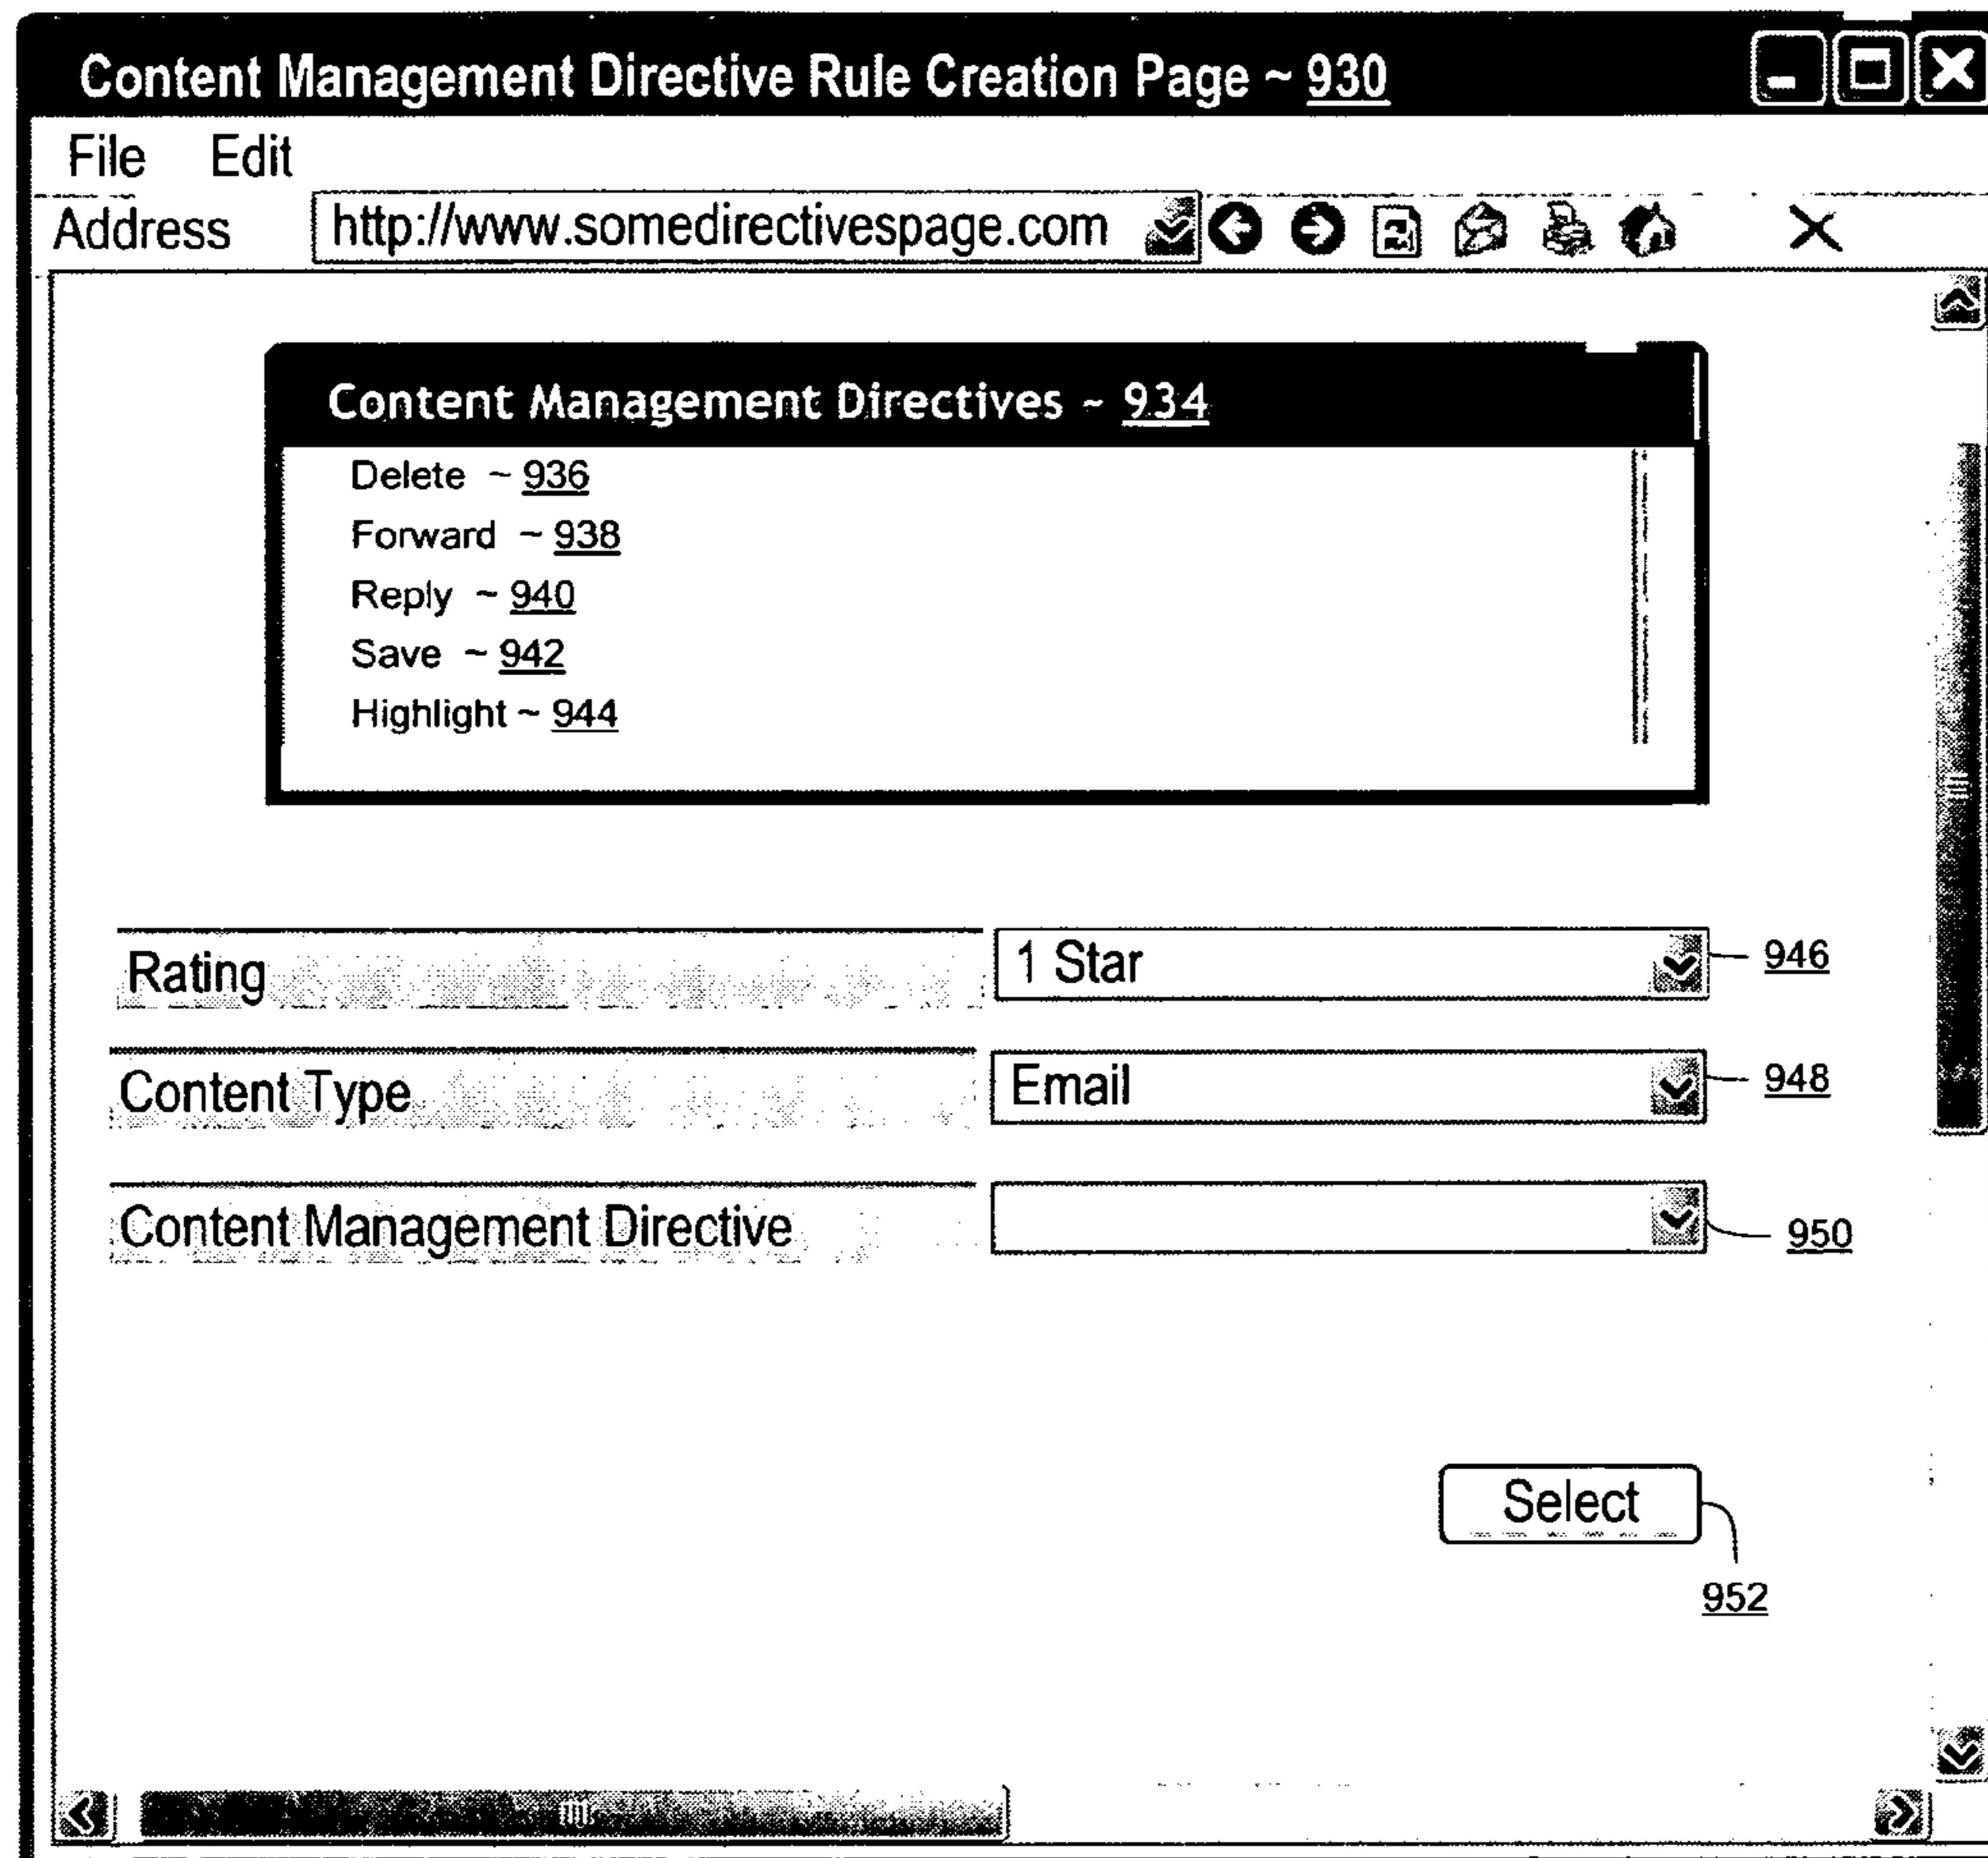 Content Management Directive Rule Creation Page ~ 930
File Edit
Address http://www.somedirectivespage.com
Content Management Directives ~ 934
Delete ~ 936
Forward ~ 938
Reply ~ 940
Save ~ 942
Highlight ~ 944
Rating 1 Star 946
Content Type Email 948
Content Management Directive 950
Select
952